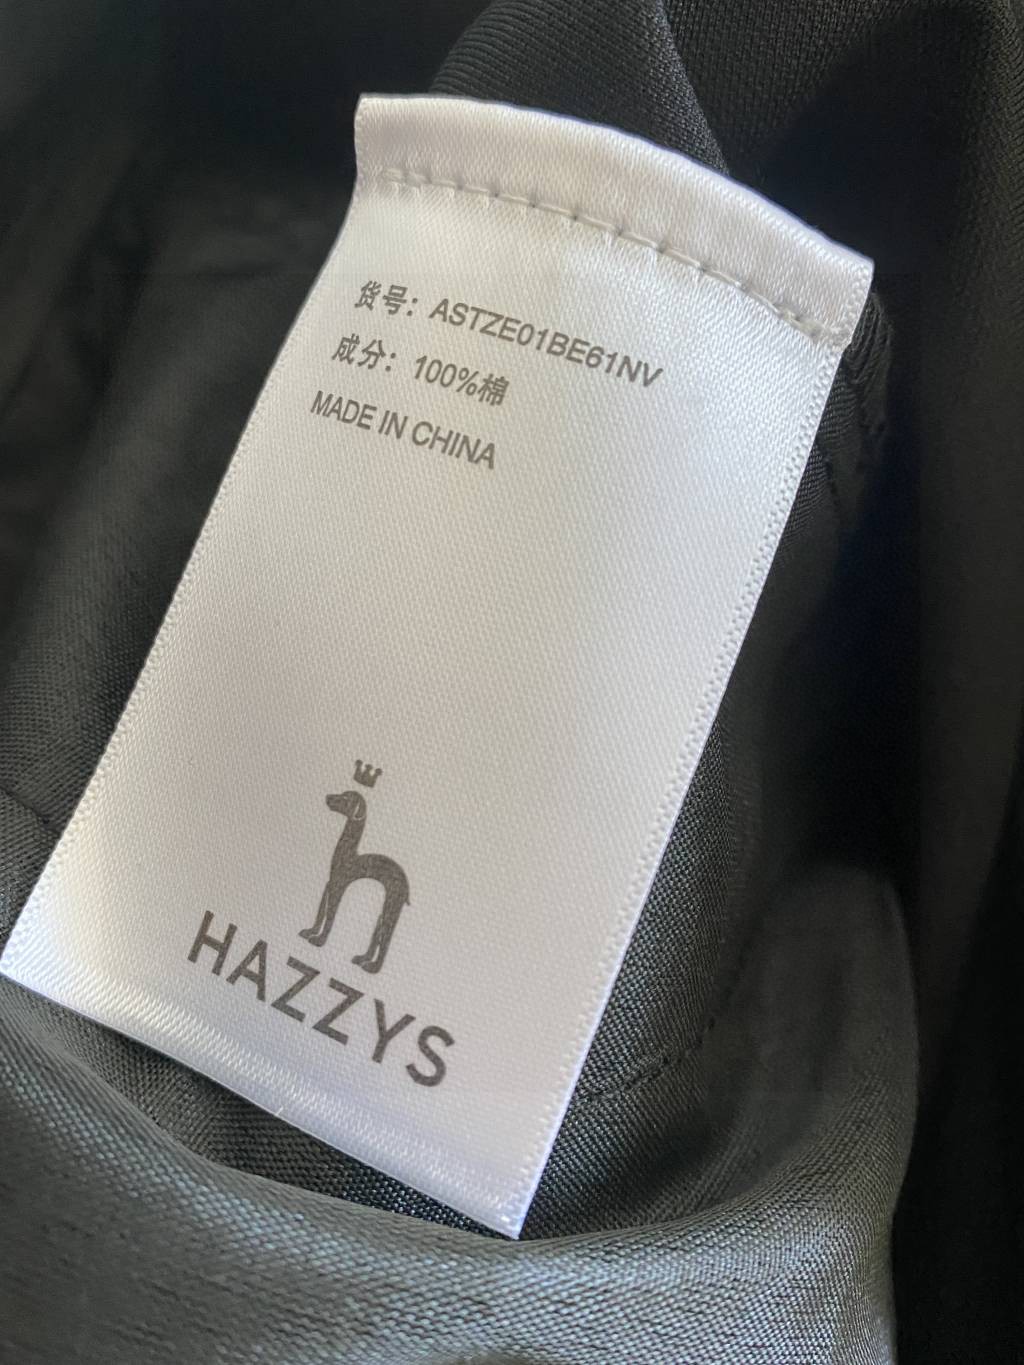 货号：ASTZE01BE61NV
成分：100%棉
MADE IN CHINA
HAZZYS